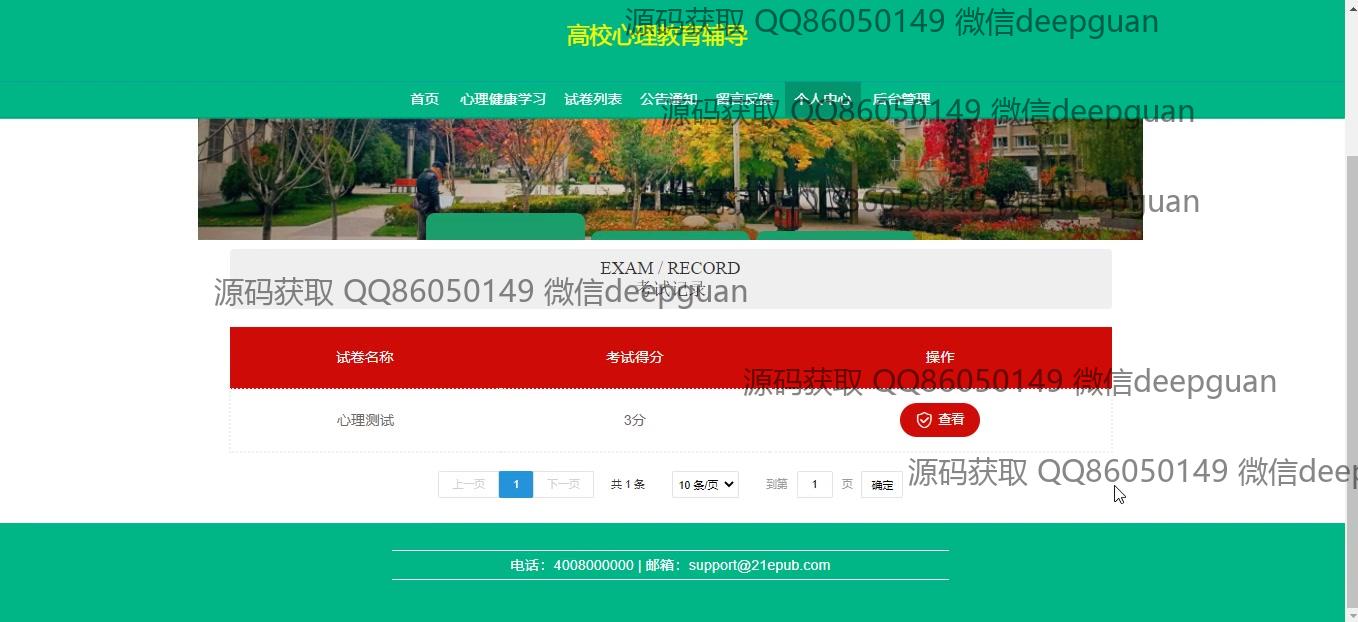 源码获取 QQ86050149 微信deepguan
高校心理教育辅导
首页 心理健康学习 试卷列表 公告通知 留言反馈 个人中心 后台管理
源码获取 QQ86050149 微信deepguan
源码获取 QQ86050149 微信deepguan
EXAM / RECORD
考试记录
源码获取 QQ86050149 微信deepguan
试卷名称 考试得分 操作
源码获取 QQ86050149 微信deepguan
心理测试 3分 查看
源码获取 QQ86050149 微信deep
上一页 1 下一页 共 1 条 10 条/页 到第 1 页 确定
电话：4008000000 | 邮箱：support@21epub.com